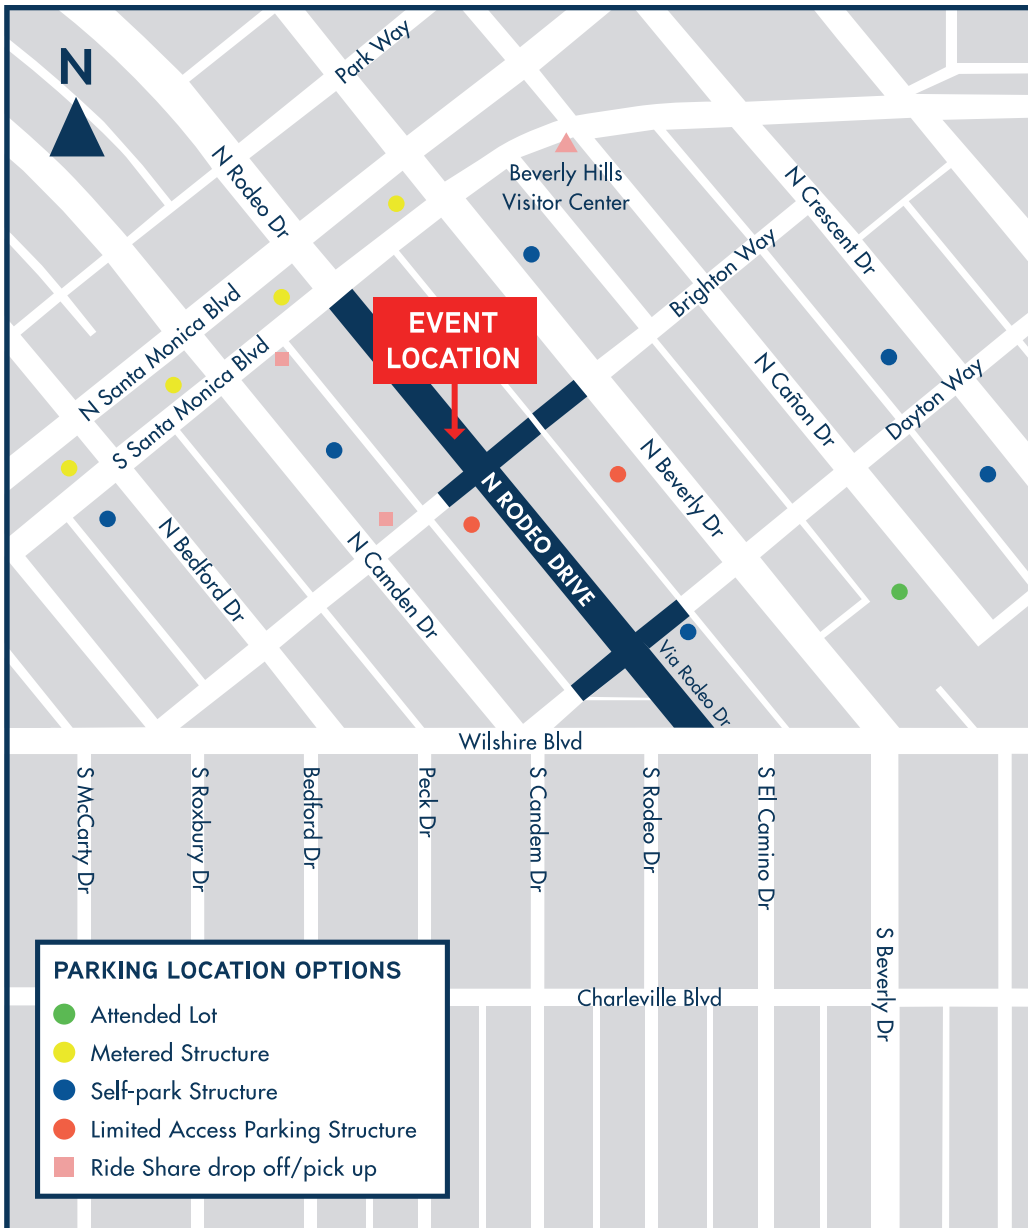 N
Park Way
N Rodeo Dr
Beverly Hills
Visitor Center
N Crescent Dr
Brighton Way
N Santa Monica Blvd
S Santa Monica Blvd
EVENT
LOCATION
N Cañon Dr
Dayton Way
N Beverly Dr
N RODEO DRIVE
N Bedford Dr
N Camden Dr
Via Rodeo Dr
Wilshire Blvd
S McCarty Dr
S Roxbury Dr
Bedford Dr
Peck Dr
S Candem Dr
S Rodeo Dr
S El Camino Dr
S Beverly Dr
Charleville Blvd
PARKING LOCATION OPTIONS
Attended Lot
Metered Structure
Self-park Structure
Limited Access Parking Structure
Ride Share drop off/pick up